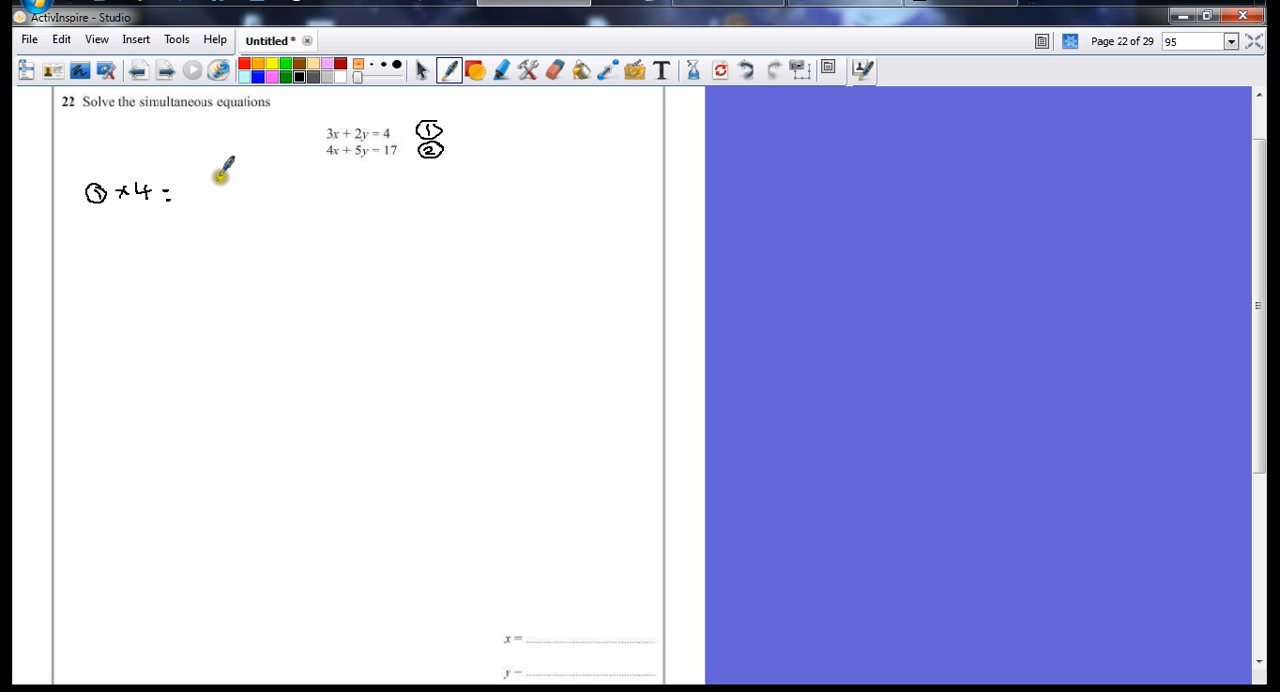 ActivInspire - Studio
File Edit View Insert Tools Help Untitled * Page 22 of 29 95
22 Solve the simultaneous equations
3x + 2y = 4 ①
4x + 5y = 17 ②
① × 4 =
x =
y =